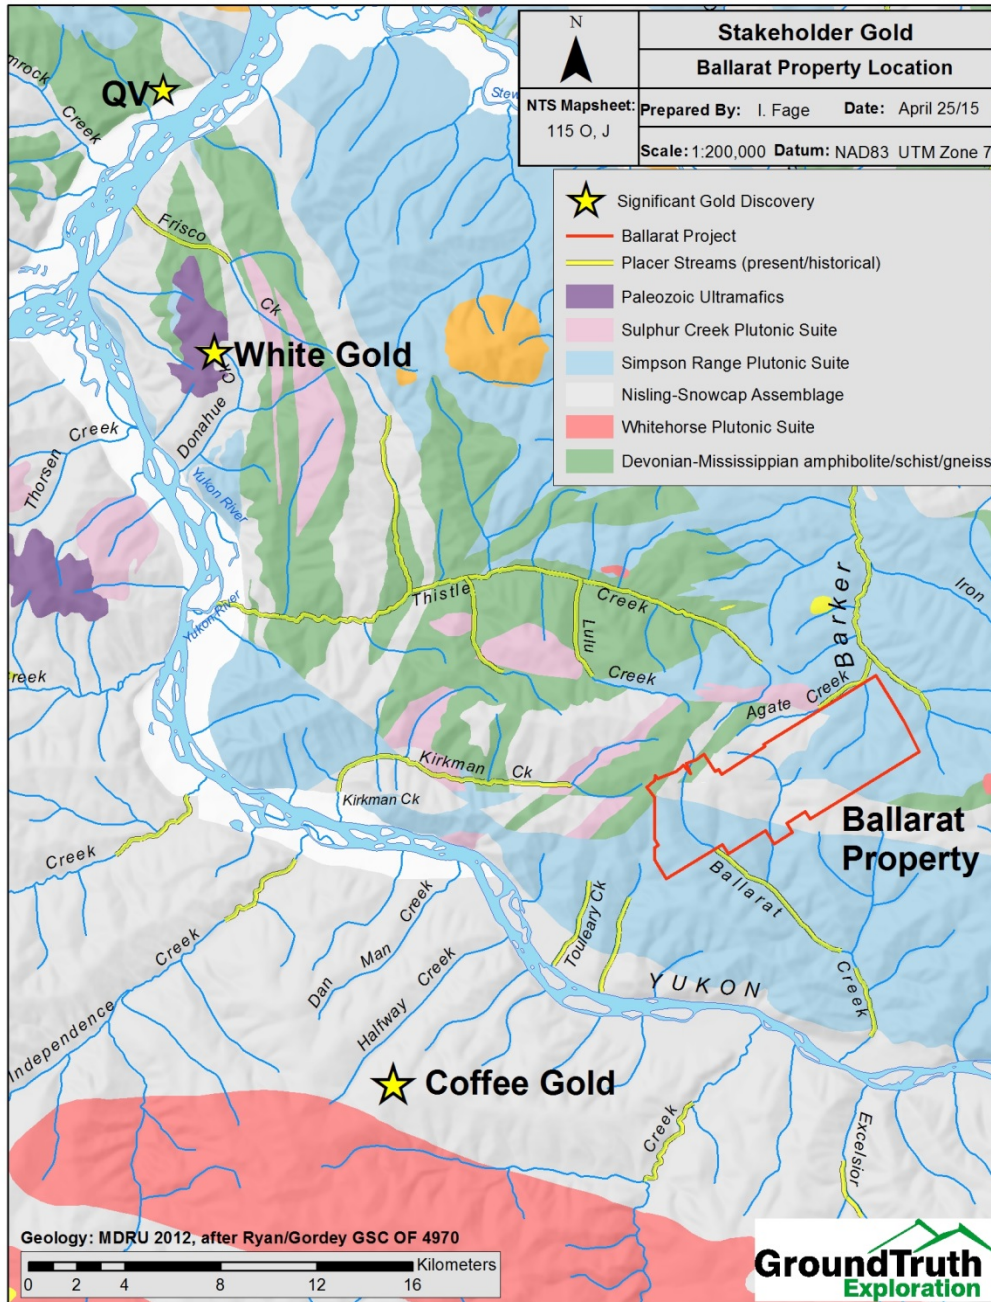 N
NTS Mapsheet:
115 O, J
Stakeholder Gold
Ballarat Property Location
Prepared By: I. Fage Date: April 25/15
Scale: 1:200,000 Datum: NAD83 UTM Zone 7
Significant Gold Discovery
Ballarat Project
Placer Streams (present/historical)
Paleozoic Ultramafics
Sulphur Creek Plutonic Suite
Simpson Range Plutonic Suite
Nisling-Snowcap Assemblage
Whitehorse Plutonic Suite
Devonian-Mississippian amphibolite/schist/gneiss
mrock
Creek
QV
Stew
Frisco
Ck
White Gold
Donahue
Ck
Thorsen
Creek
Yukon River
Yukon River
Thistle
Creek
Lulu
Creek
Barker
Iron
Agate
Creek
reek
Kirkman
Ck
Kirkman Ck
Ballarat
Property
Ballarat
Creek
Creek
Independence
Creek
Dan
Man
Creek
Halfway
Creek
Touleary Ck
YUKON
Coffee Gold
Creek
Excelsior
Geology: MDRU 2012, after Ryan/Gordey GSC OF 4970
Kilometers
0 2 4 8 12 16
GroundTruth
Exploration